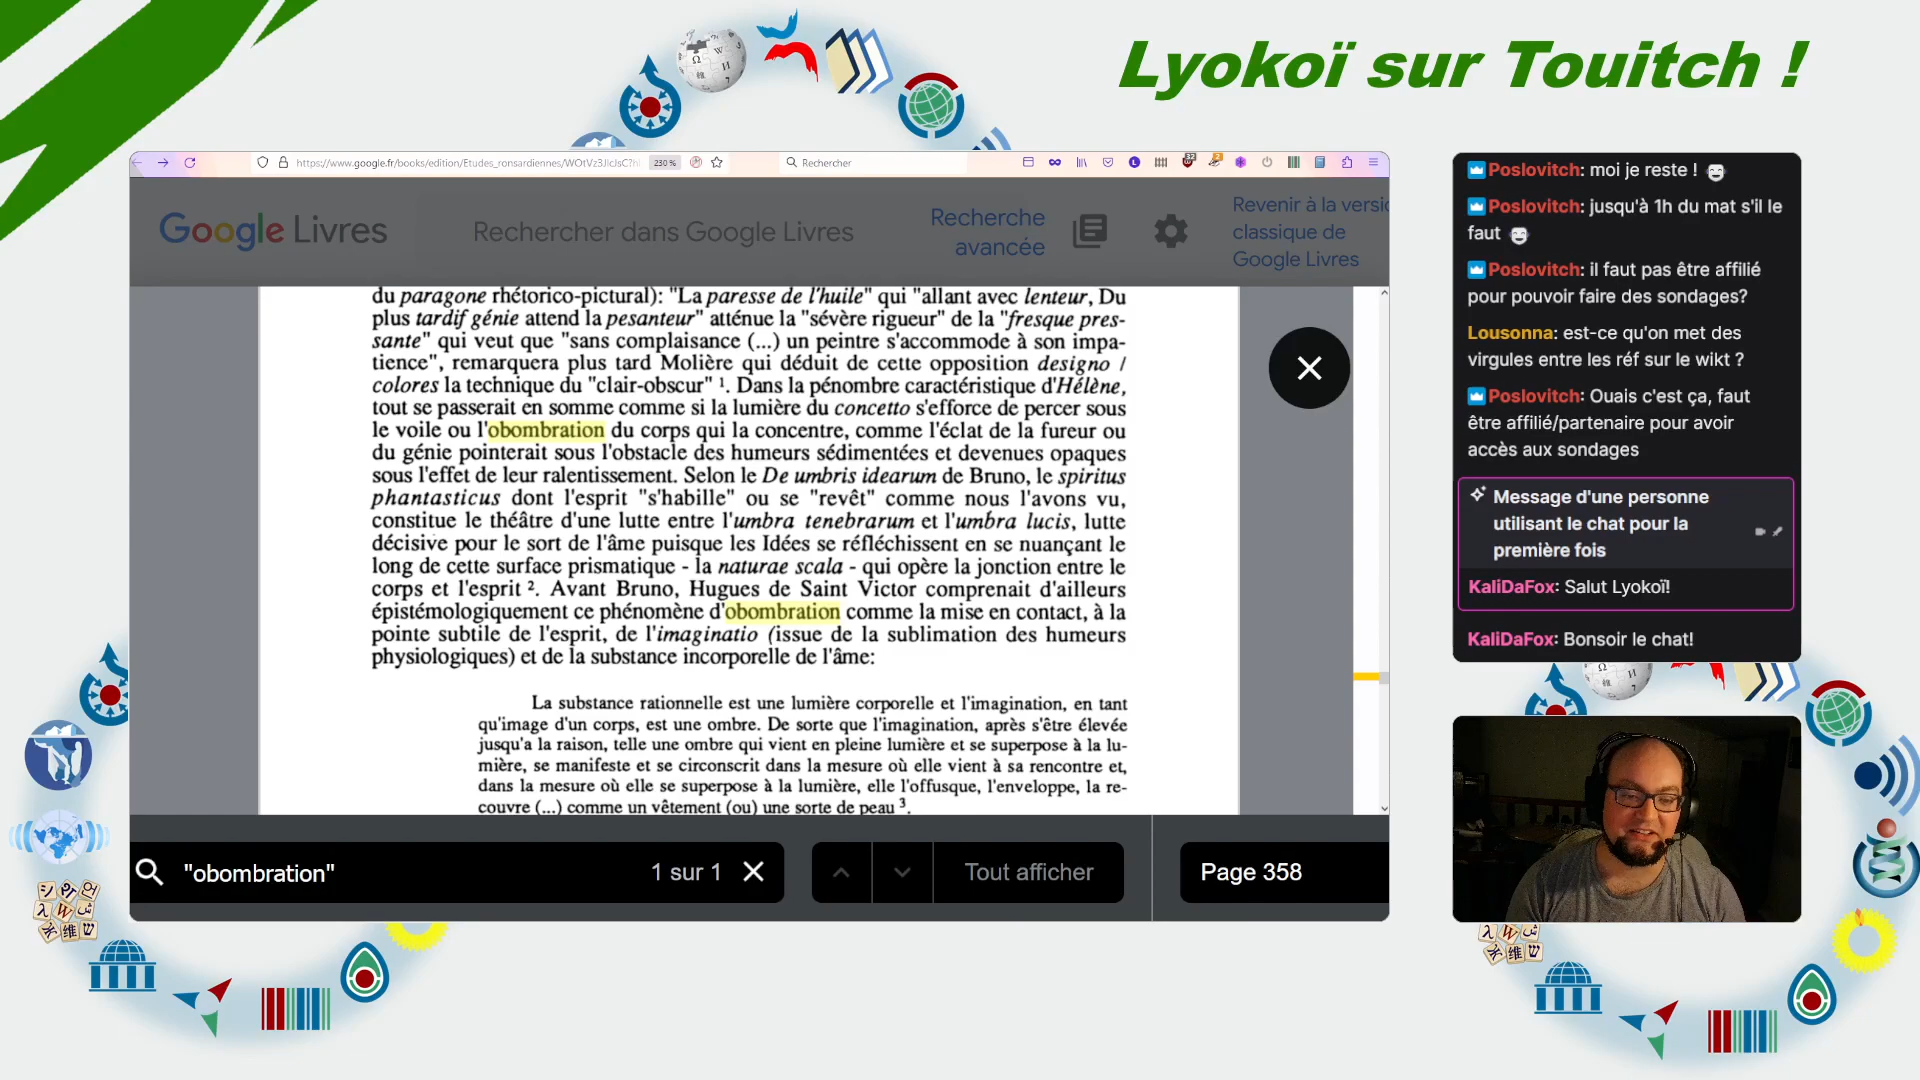 Lyokoï sur Touitch !
https://www.google.fr/books/edition/Etudes_ronsardiennes/WOtVz3JIcJsC?h
230 %
Rechercher
Google Livres
Rechercher dans Google Livres
Recherche
avancée
Revenir à la versio
classique de
Google Livres
du paragone rhétorico-pictural): "La paresse de l'huile" qui "allant avec lenteur, Du
plus tardif génie attend la pesanteur" atténue la "sévère rigueur" de la "fresque pres-
sante" qui veut que "sans complaisance (...) un peintre s'accommode à son impa-
tience", remarquera plus tard Molière qui déduit de cette opposition designo /
colores la technique du "clair-obscur" ¹. Dans la pénombre caractéristique d'Hélène,
tout se passerait en somme comme si la lumière du concetto s'efforce de percer sous
le voile ou l'obombration du corps qui la concentre, comme l'éclat de la fureur ou
du génie pointerait sous l'obstacle des humeurs sédimentées et devenues opaques
sous l'effet de leur ralentissement. Selon le De umbris idearum de Bruno, le spiritus
phantasticus dont l'esprit "s'habille" ou se "revêt" comme nous l'avons vu,
constitue le théâtre d'une lutte entre l'umbra tenebrarum et l'umbra lucis, lutte
décisive pour le sort de l'âme puisque les Idées se réfléchissent en se nuançant le
long de cette surface prismatique - la naturae scala - qui opère la jonction entre le
corps et l'esprit ². Avant Bruno, Hugues de Saint Victor comprenait d'ailleurs
épistémologiquement ce phénomène d'obombration comme la mise en contact, à la
pointe subtile de l'esprit, de l'imaginatio (issue de la sublimation des humeurs
physiologiques) et de la substance incorporelle de l'âme:
La substance rationnelle est une lumière corporelle et l'imagination, en tant
qu'image d'un corps, est une ombre. De sorte que l'imagination, après s'être élevée
jusqu'a la raison, telle une ombre qui vient en pleine lumière et se superpose à la lu-
mière, se manifeste et se circonscrit dans la mesure où elle vient à sa rencontre et,
dans la mesure où elle se superpose à la lumière, elle l'offusque, l'enveloppe, la re-
couvre (...) comme un vêtement (ou) une sorte de peau ³.
"obombration"
1 sur 1
Tout afficher
Page 358
Poslovitch: moi je reste !
Poslovitch: jusqu'à 1h du mat s'il le
faut
Poslovitch: il faut pas être affilié
pour pouvoir faire des sondages?
Lousonna: est-ce qu'on met des
virgules entre les réf sur le wikt ?
Poslovitch: Ouais c'est ça, faut
être affilié/partenaire pour avoir
accès aux sondages
Message d'une personne
utilisant le chat pour la
première fois
KaliDaFox: Salut Lyokoï!
KaliDaFox: Bonsoir le chat!